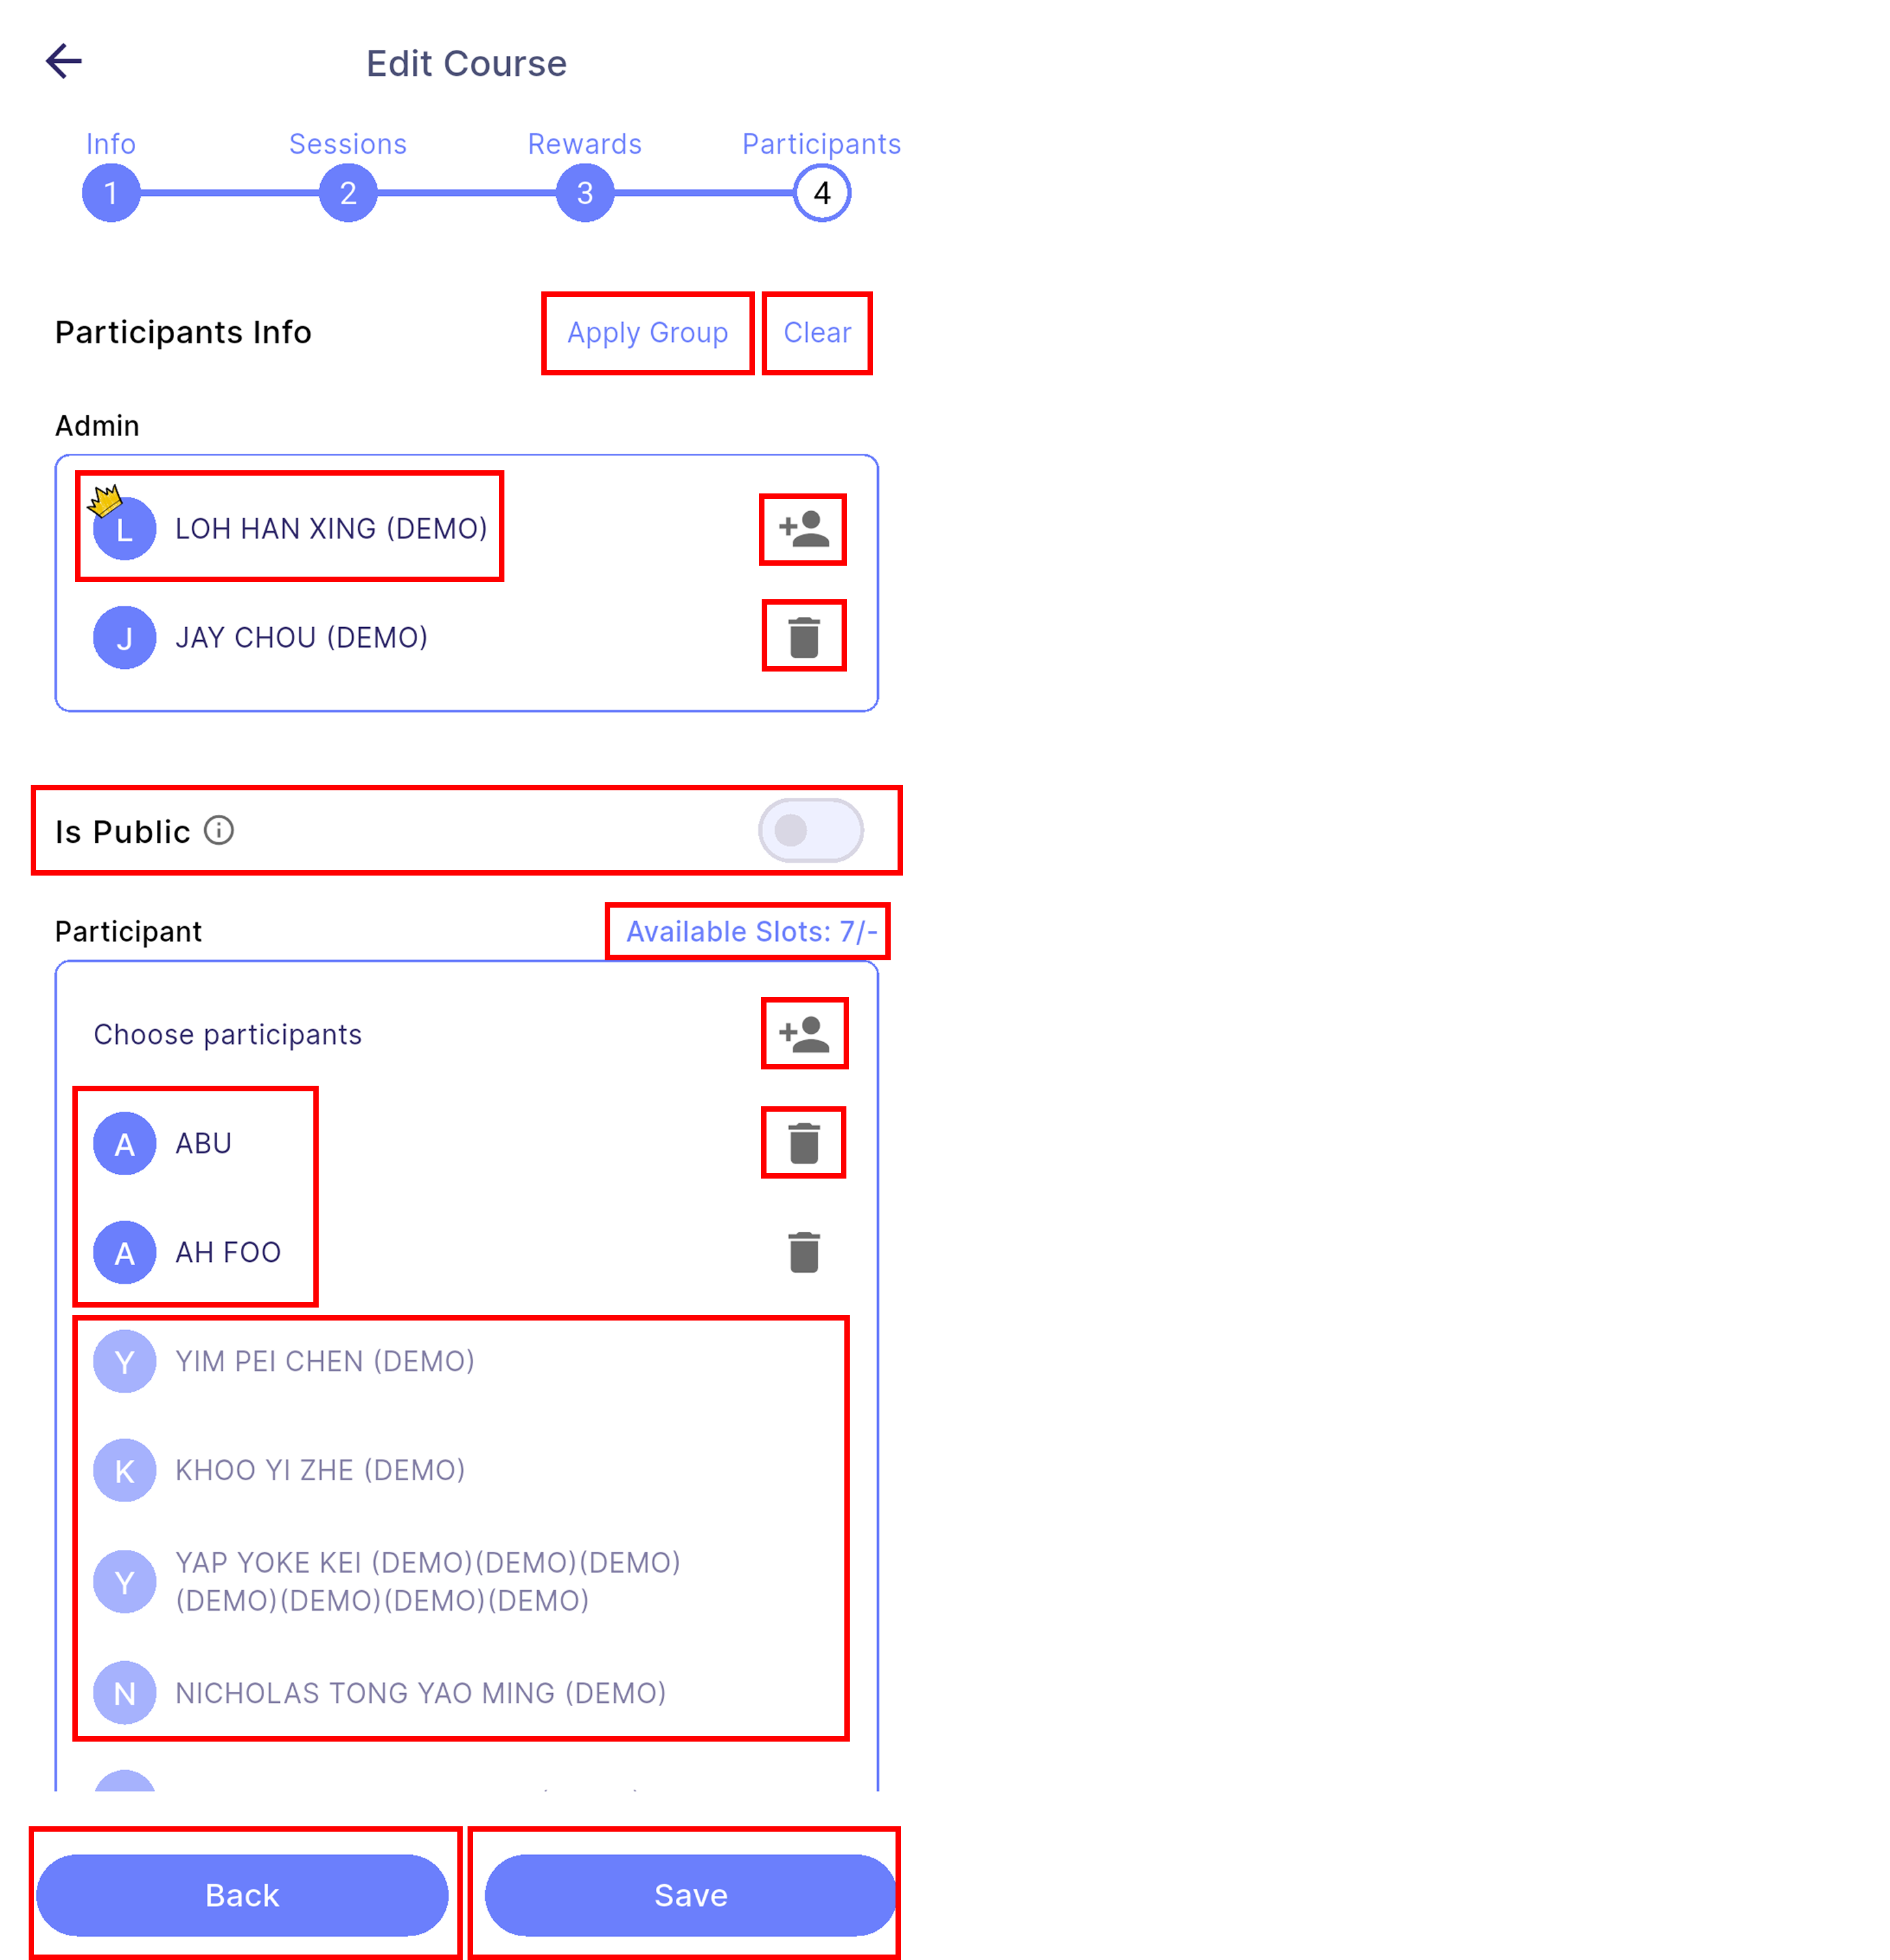 Edit Course
Info Sessions Rewards Participants
1 2 3 4
Participants Info Apply Group Clear
Admin
L LOH HAN XING (DEMO)
J JAY CHOU (DEMO)
Is Public
Participant Available Slots: 7/-
Choose participants
A ABU
A AH FOO
Y YIM PEI CHEN (DEMO)
K KHOO YI ZHE (DEMO)
Y YAP YOKE KEI (DEMO)(DEMO)(DEMO)
(DEMO)(DEMO)(DEMO)(DEMO)
N NICHOLAS TONG YAO MING (DEMO)
Back Save